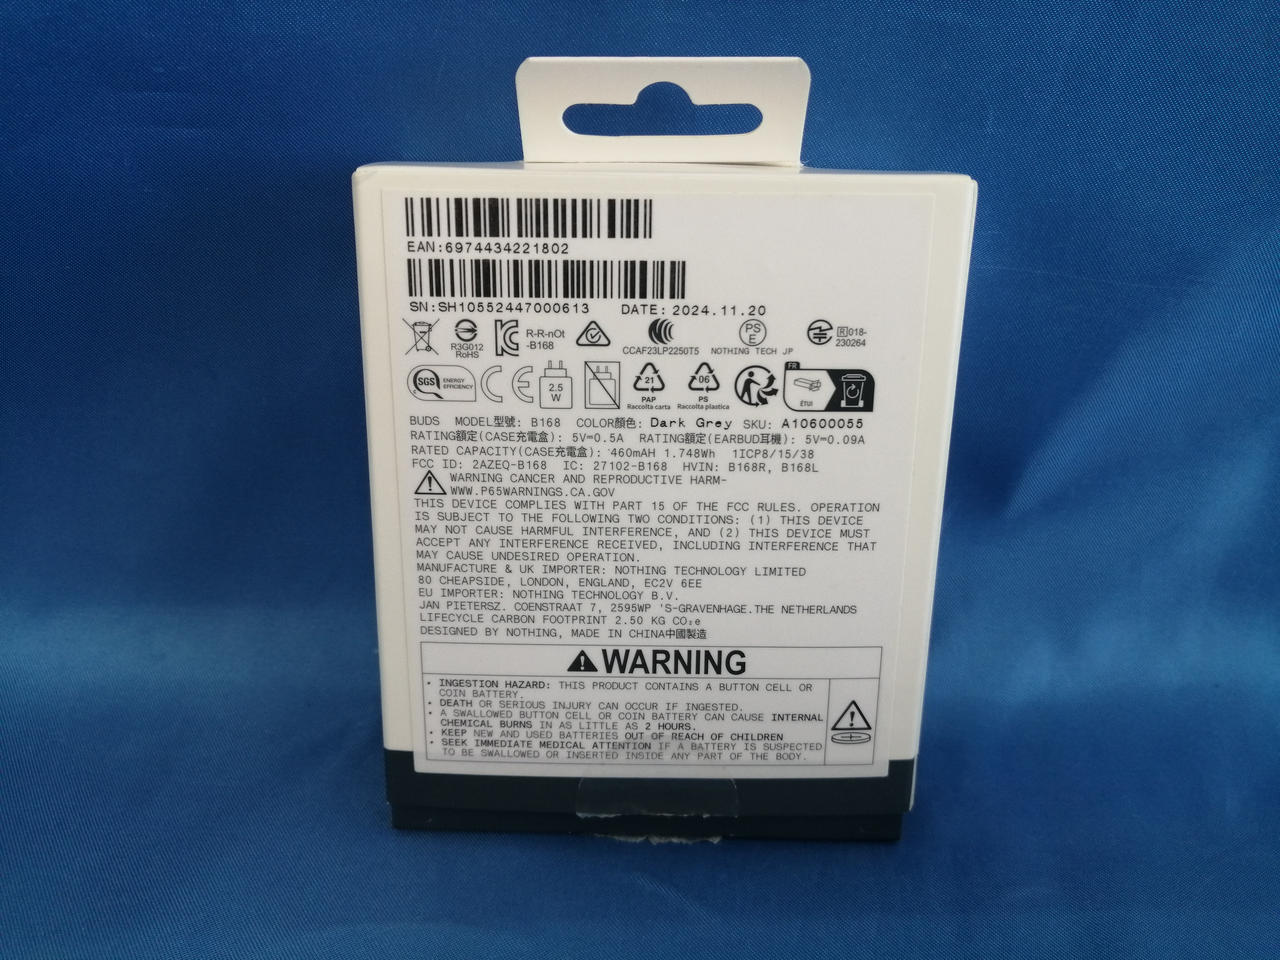 EAN:6974434221802
SN:SH10552447000613 DATE: 2024.11.20
R3G012
RoHS
R-R-nOt
-B168
CCAF23LP2250T5
PS
E
NOTHING TECH JP
R 018-
230264
SGS ENERGY
EFFICIENCY
CE
2.5
W
21
PAP
Raccolta carta
06
PS
Raccolta plastica
FR
ÉTUI
BUDS MODEL型號: B168 COLOR顏色: Dark Grey SKU: A10600055
RATING額定(CASE充電盒): 5V⎓0.5A RATING額定(EARBUD耳機): 5V⎓0.09A
RATED CAPACITY(CASE充電盒): 460mAH 1.748Wh 1ICP8/15/38
FCC ID: 2AZEQ-B168 IC: 27102-B168 HVIN: B168R, B168L
WARNING CANCER AND REPRODUCTIVE HARM-
WWW.P65WARNINGS.CA.GOV
THIS DEVICE COMPLIES WITH PART 15 OF THE FCC RULES. OPERATION
IS SUBJECT TO THE FOLLOWING TWO CONDITIONS: (1) THIS DEVICE
MAY NOT CAUSE HARMFUL INTERFERENCE, AND (2) THIS DEVICE MUST
ACCEPT ANY INTERFERENCE RECEIVED, INCLUDING INTERFERENCE THAT
MAY CAUSE UNDESIRED OPERATION.
MANUFACTURE & UK IMPORTER: NOTHING TECHNOLOGY LIMITED
80 CHEAPSIDE, LONDON, ENGLAND, EC2V 6EE
EU IMPORTER: NOTHING TECHNOLOGY B.V.
JAN PIETERSZ. COENSTRAAT 7, 2595WP 'S-GRAVENHAGE.THE NETHERLANDS
LIFECYCLE CARBON FOOTPRINT 2.50 KG CO₂e
DESIGNED BY NOTHING, MADE IN CHINA中國製造
WARNING
• INGESTION HAZARD: THIS PRODUCT CONTAINS A BUTTON CELL OR
COIN BATTERY.
• DEATH OR SERIOUS INJURY CAN OCCUR IF INGESTED.
• A SWALLOWED BUTTON CELL OR COIN BATTERY CAN CAUSE INTERNAL
CHEMICAL BURNS IN AS LITTLE AS 2 HOURS.
• KEEP NEW AND USED BATTERIES OUT OF REACH OF CHILDREN
• SEEK IMMEDIATE MEDICAL ATTENTION IF A BATTERY IS SUSPECTED
TO BE SWALLOWED OR INSERTED INSIDE ANY PART OF THE BODY.